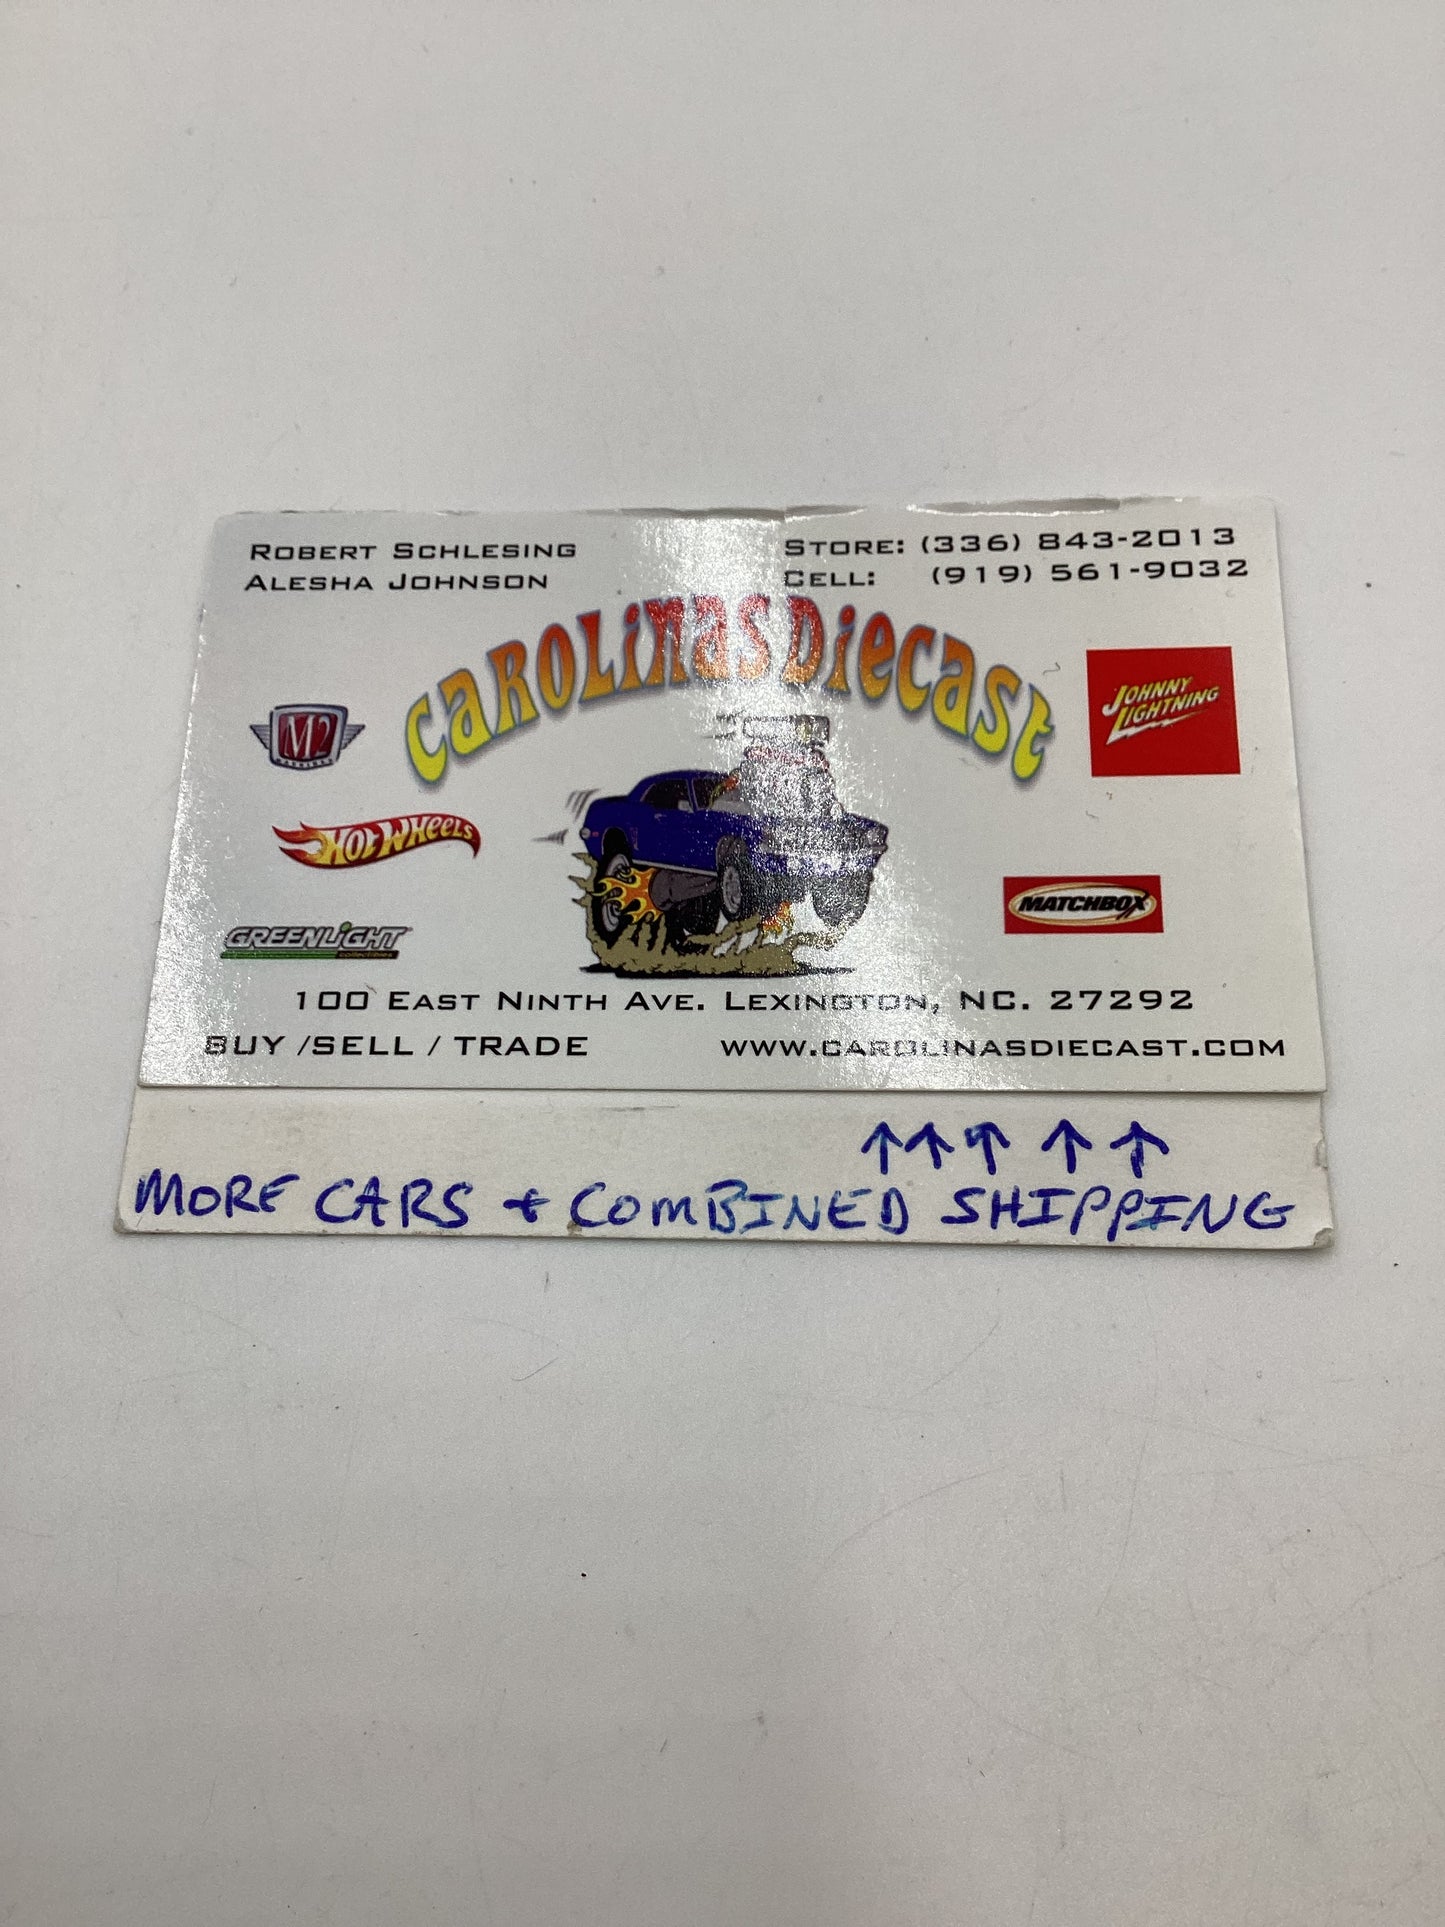 ROBERT SCHLESING
ALESHA JOHNSON
STORE: (336) 843-2013
CELL: (919) 561-9032
CAROLINAS DIECAST
M2
MACHINES
JOHNNY
LIGHTNING
HOT WHEELS
MATCHBOX
GREENLIGHT
collectibles
100 EAST NINTH AVE. LEXINGTON, NC. 27292
BUY /SELL / TRADE
WWW.CAROLINASDIECAST.COM
↑ ↑ ↑ ↑ ↑
MORE CARS + COMBINED SHIPPING